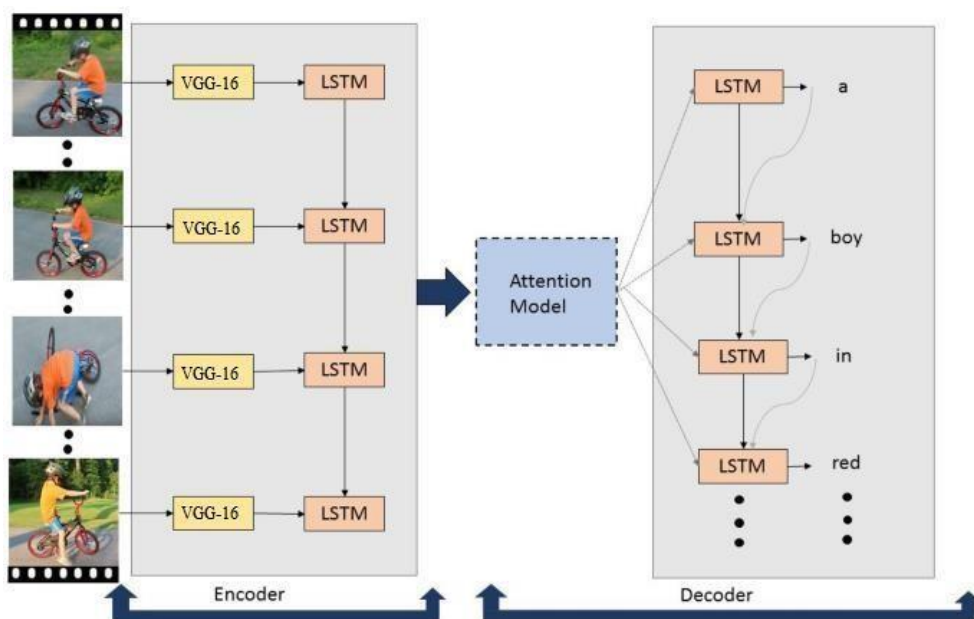 VGG-16 LSTM
VGG-16 LSTM
VGG-16 LSTM
VGG-16 LSTM
Encoder
Attention
Model
LSTM a
LSTM boy
LSTM in
LSTM red
Decoder